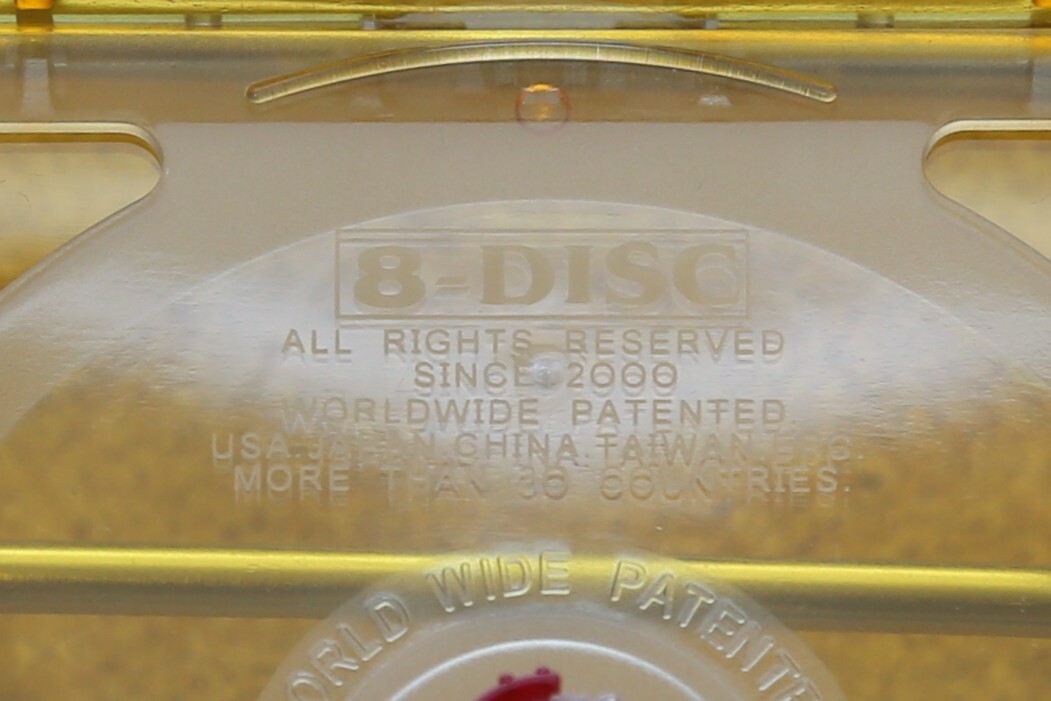 8-DISC
ALL RIGHTS RESERVED
SINCE 2000
WORLDWIDE PATENTED.
USA.JAPAN.CHINA.TAIWAN.
MORE THAN 30 COUNTRIES.
WORLD WIDE PATENTE